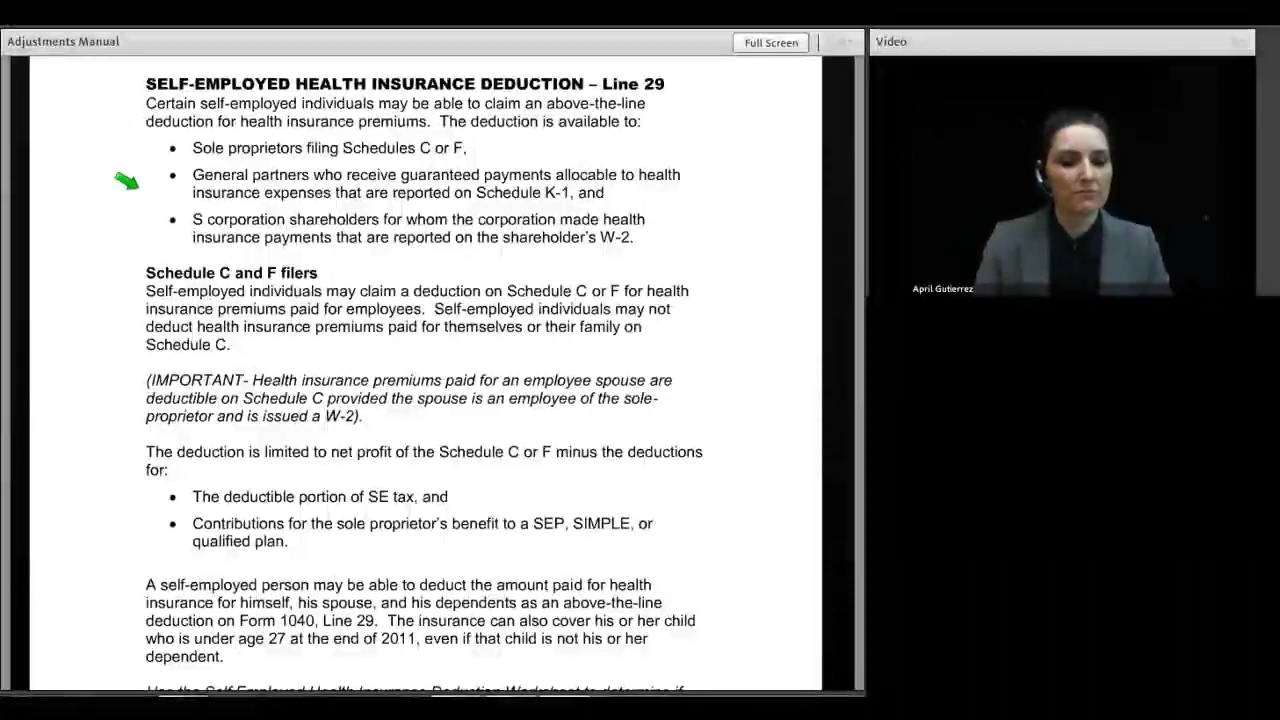 Adjustments Manual
Full Screen
Video
SELF-EMPLOYED HEALTH INSURANCE DEDUCTION – Line 29
Certain self-employed individuals may be able to claim an above-the-line
deduction for health insurance premiums. The deduction is available to:
• Sole proprietors filing Schedules C or F,
• General partners who receive guaranteed payments allocable to health
insurance expenses that are reported on Schedule K-1, and
• S corporation shareholders for whom the corporation made health
insurance payments that are reported on the shareholder's W-2.
Schedule C and F filers
Self-employed individuals may claim a deduction on Schedule C or F for health
insurance premiums paid for employees. Self-employed individuals may not
deduct health insurance premiums paid for themselves or their family on
Schedule C.
(IMPORTANT- Health insurance premiums paid for an employee spouse are
deductible on Schedule C provided the spouse is an employee of the sole-
proprietor and is issued a W-2).
The deduction is limited to net profit of the Schedule C or F minus the deductions
for:
• The deductible portion of SE tax, and
• Contributions for the sole proprietor's benefit to a SEP, SIMPLE, or
qualified plan.
A self-employed person may be able to deduct the amount paid for health
insurance for himself, his spouse, and his dependents as an above-the-line
deduction on Form 1040, Line 29. The insurance can also cover his or her child
who is under age 27 at the end of 2011, even if that child is not his or her
dependent.
Use the Self Employed Health Insurance Deduction Worksheet to determine if
April Gutierrez